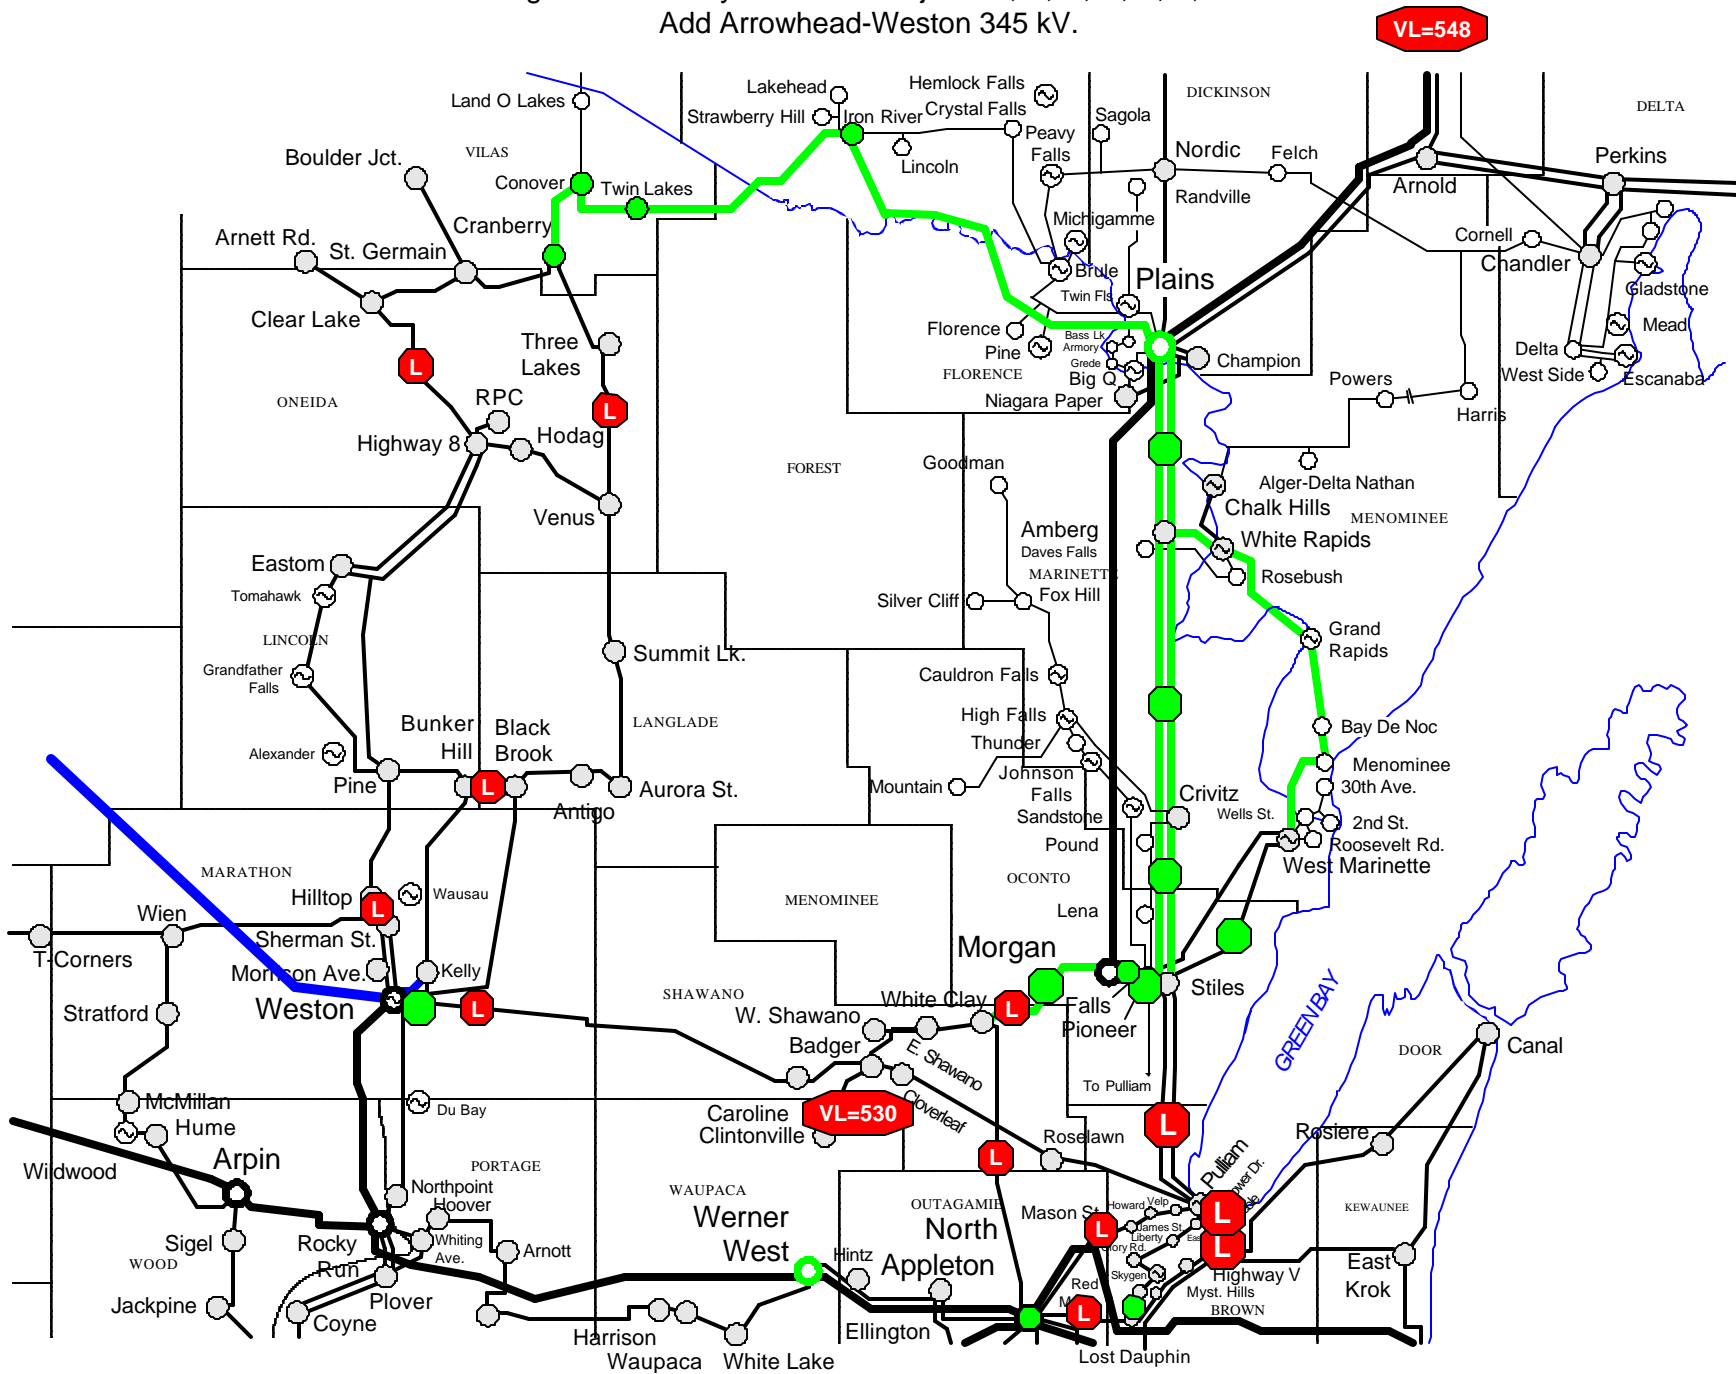 Add Arrowhead-Weston 345 kV.
VL=548
Land O Lakes
Lakehead
Strawberry Hill
Iron River
Hemlock Falls
Crystal Falls
Lincoln
Peavy
Falls
Sagola
DICKINSON
DELTA
Boulder Jct.
VILAS
Conover
Twin Lakes
Cranberry
Nordic
Randville
Felch
Arnold
Perkins
Arnett Rd.
St. Germain
Clear Lake
Michigamme
Brule
Twin Fls
Plains
Cornell
Chandler
Gladstone
Mead
Three
Lakes
L
L
ONEIDA
RPC
Highway 8
Hodag
Venus
Florence
Pine
FLORENCE
Bass Lk
Armory
Grede
Big Q
Niagara Paper
Champion
Powers
Harris
Delta
West Side
Escanaba
FOREST
Goodman
Alger-Delta Nathan
Chalk Hills
MENOMINEE
Amberg
Daves Falls
MARINETTE
Fox Hill
White Rapids
Rosebush
Silver Cliff
Eastom
Tomahawk
LINCOLN
Grandfather
Falls
Summit Lk.
Grand
Rapids
Cauldron Falls
High Falls
Thunder
Mountain
Johnson
Falls
Sandstone
Pound
Crivitz
Bay De Noc
Menominee
30th Ave.
Wells St.
2nd St.
Roosevelt Rd.
West Marinette
Bunker
Hill
Black
Brook
LANGLADE
Alexander
Pine
L
Antigo
Aurora St.
MARATHON
Hilltop
L
Wausau
Wien
T-Corners
Sherman St.
Morrison Ave.
Kelly
Weston
L
Stratford
MENOMINEE
OCONTO
Lena
Morgan
SHAWANO
White Clay
L
Falls
Pioneer
Stiles
W. Shawano
Badger
E. Shawano
Cloverleaf
GREEN BAY
DOOR
Canal
To Pulliam
McMillan
Hume
Du Bay
Caroline
Clintonville
VL=530
Roselawn
L
L
Rosiere
Pulliam
Wildwood
Arpin
PORTAGE
Northpoint
Hoover
WAUPACA
Werner
West
OUTAGAMIE
North
Appleton
Mason St.
L
Howard
Velp
James St.
Liberty
L
L
KEWAUNEE
Sigel
WOOD
Rocky
Run
Whiting
Ave.
Arnott
Hintz
Skygen
Highway V
Myst. Hills
BROWN
East
Krok
Jackpine
Plover
Coyne
Harrison
Waupaca
White Lake
Ellington
Red
L
Lost Dauphin